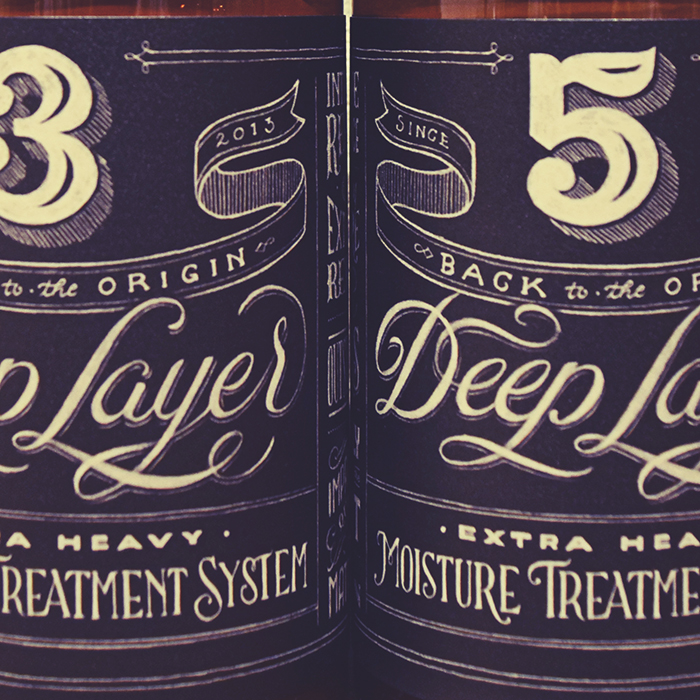 3
2013
to · the ORIGIN
p Layer
A HEAVY ·
TREATMENT SYSTEM
5
SINCE
BACK to · the OR
Deep La
· EXTRA HEA
MOISTURE TREATME